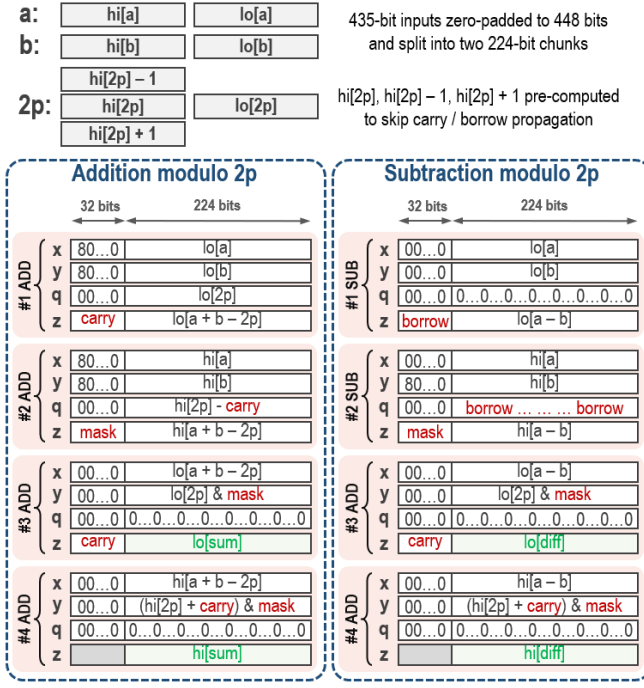 a: hi[a] lo[a]
b: hi[b] lo[b]
435-bit inputs zero-padded to 448 bits
and split into two 224-bit chunks
hi[2p] – 1
2p: hi[2p] lo[2p]
hi[2p] + 1
hi[2p], hi[2p] – 1, hi[2p] + 1 pre-computed
to skip carry / borrow propagation
Addition modulo 2p
32 bits 224 bits
#1 ADD
x 80...0 lo[a]
y 80...0 lo[b]
q 00...0 lo[2p]
z carry lo[a + b – 2p]
#2 ADD
x 80...0 hi[a]
y 80...0 hi[b]
q 00...0 hi[2p] - carry
z mask hi[a + b – 2p]
#3 ADD
x 00...0 lo[a + b – 2p]
y 00...0 lo[2p] & mask
q 00...0 0...0...0...0...0...0...0
z carry lo[sum]
#4 ADD
x 00...0 hi[a + b – 2p]
y 00...0 (hi[2p] + carry) & mask
q 00...0 0...0...0...0...0...0...0
z hi[sum]
Subtraction modulo 2p
32 bits 224 bits
#1 SUB
x 00...0 lo[a]
y 00...0 lo[b]
q 00...0 0...0...0...0...0...0...0
z borrow lo[a – b]
#2 SUB
x 00...0 hi[a]
y 80...0 hi[b]
q 00...0 borrow ... ... ... borrow
z mask hi[a – b]
#3 ADD
x 00...0 lo[a – b]
y 00...0 lo[2p] & mask
q 00...0 0...0...0...0...0...0...0
z carry lo[diff]
#4 ADD
x 00...0 hi[a – b]
y 00...0 (hi[2p] + carry) & mask
q 00...0 0...0...0...0...0...0...0
z hi[diff]